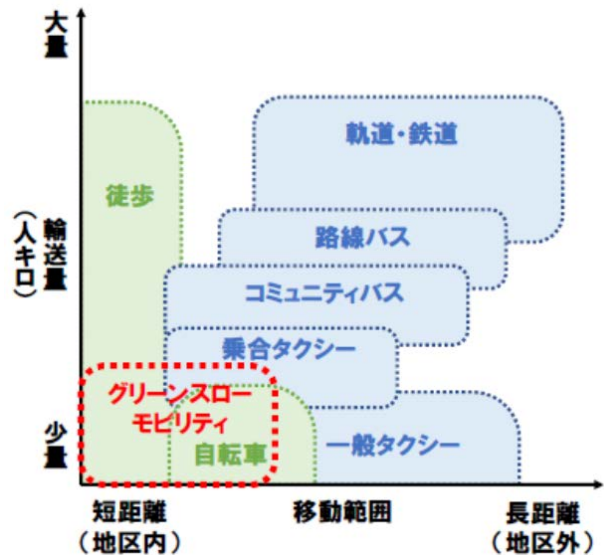 大量
軌道・鉄道
徒歩
輸送量
（人キロ）
路線バス
コミュニティバス
乗合タクシー
グリーンスロー
モビリティ
少量
自転車
一般タクシー
短距離
（地区内）
移動範囲
長距離
（地区外）